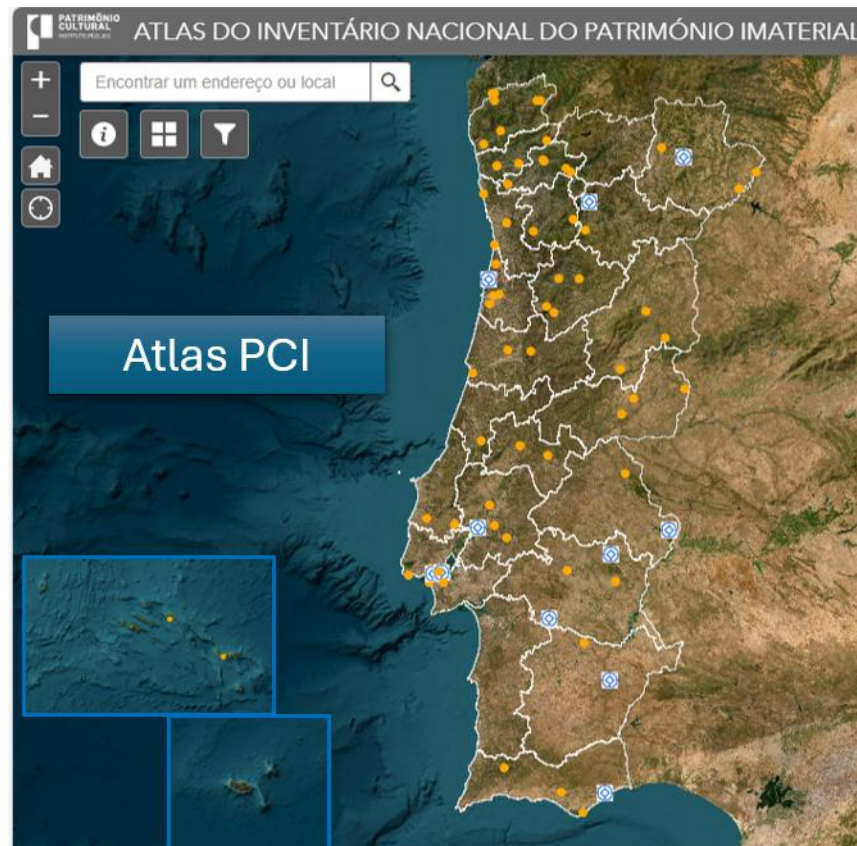 PATRIMÓNIO
CULTURAL
ATLAS DO INVENTÁRIO NACIONAL DO PATRIMÓNIO IMATERIAL
Encontrar um endereço ou local
Atlas PCI